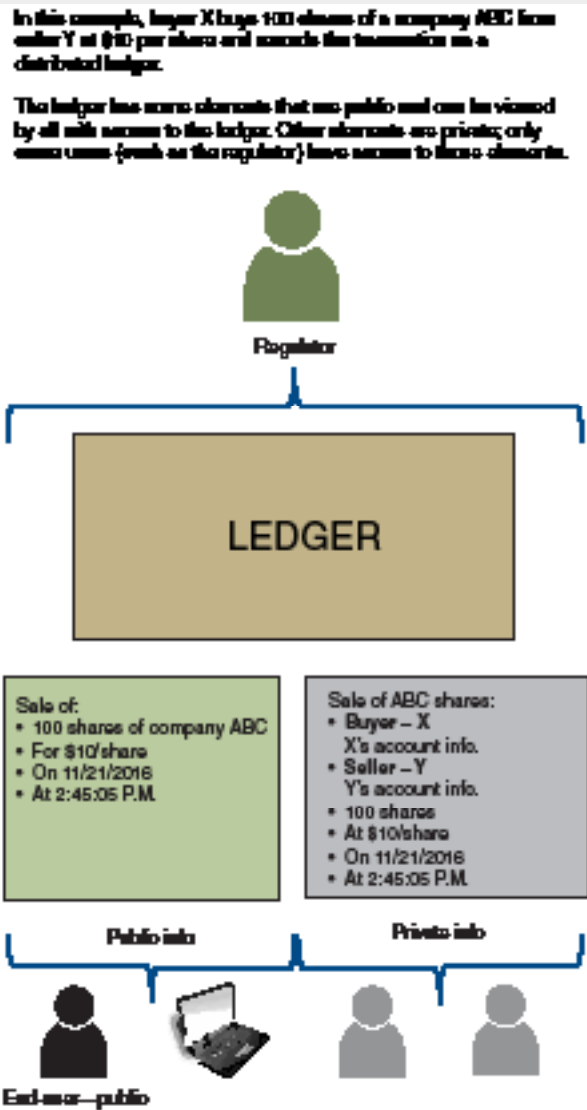 In this example, buyer X buys 100 shares of a company ABC from
seller Y at $10 per share and records the transaction on a
distributed ledger.
The ledger has some elements that are public and can be viewed
by all with access to the ledger. Other elements are private; only
some users (such as the regulator) have access to those elements.
Regulator
LEDGER
Sale of:
• 100 shares of company ABC
• For $10/share
• On 11/21/2016
• At 2:45:05 P.M.
Sale of ABC shares:
• Buyer – X
X's account info.
• Seller – Y
Y's account info.
• 100 shares
• At $10/share
• On 11/21/2016
• At 2:45:05 P.M.
Public info
Private info
End-user—public